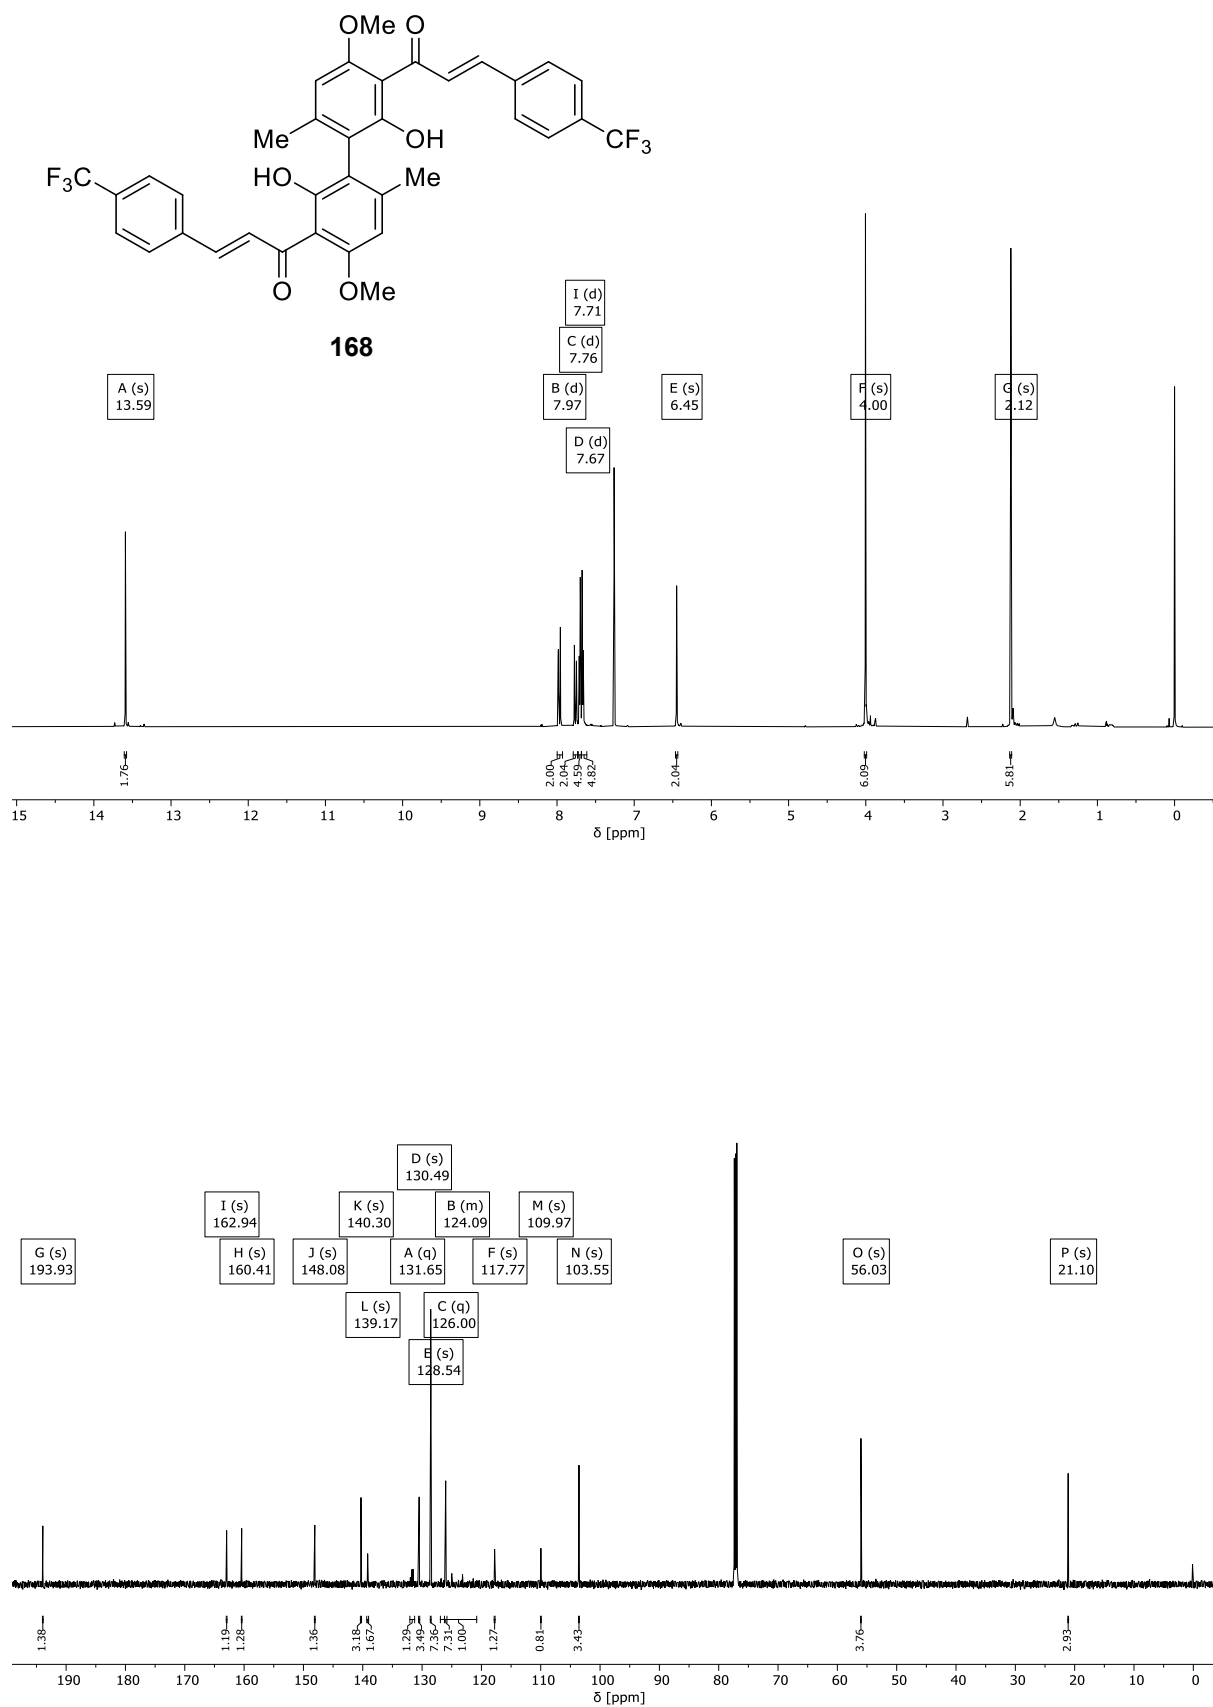 OMe O
Me OH CF3
F3C HO Me
O OMe
168
I (d)
7.71
C (d)
7.76
A (s)
13.59
B (d)
7.97
E (s)
6.45
F (s)
4.00
G (s)
2.12
D (d)
7.67
1.76
2.00
2.04
4.59
4.82
2.04
6.09
5.81
15 14 13 12 11 10 9 8 7 6 5 4 3 2 1 0
δ [ppm]
D (s)
130.49
I (s)
162.94
K (s)
140.30
B (m)
124.09
M (s)
109.97
G (s)
193.93
H (s)
160.41
J (s)
148.08
A (q)
131.65
F (s)
117.77
N (s)
103.55
O (s)
56.03
P (s)
21.10
L (s)
139.17
C (q)
126.00
E (s)
128.54
1.38
1.19
1.28
1.36
3.18
1.67
1.29
3.49
7.36
7.31
1.00
1.27
0.81
3.43
3.76
2.93
190 180 170 160 150 140 130 120 110 100 90 80 70 60 50 40 30 20 10 0
δ [ppm]